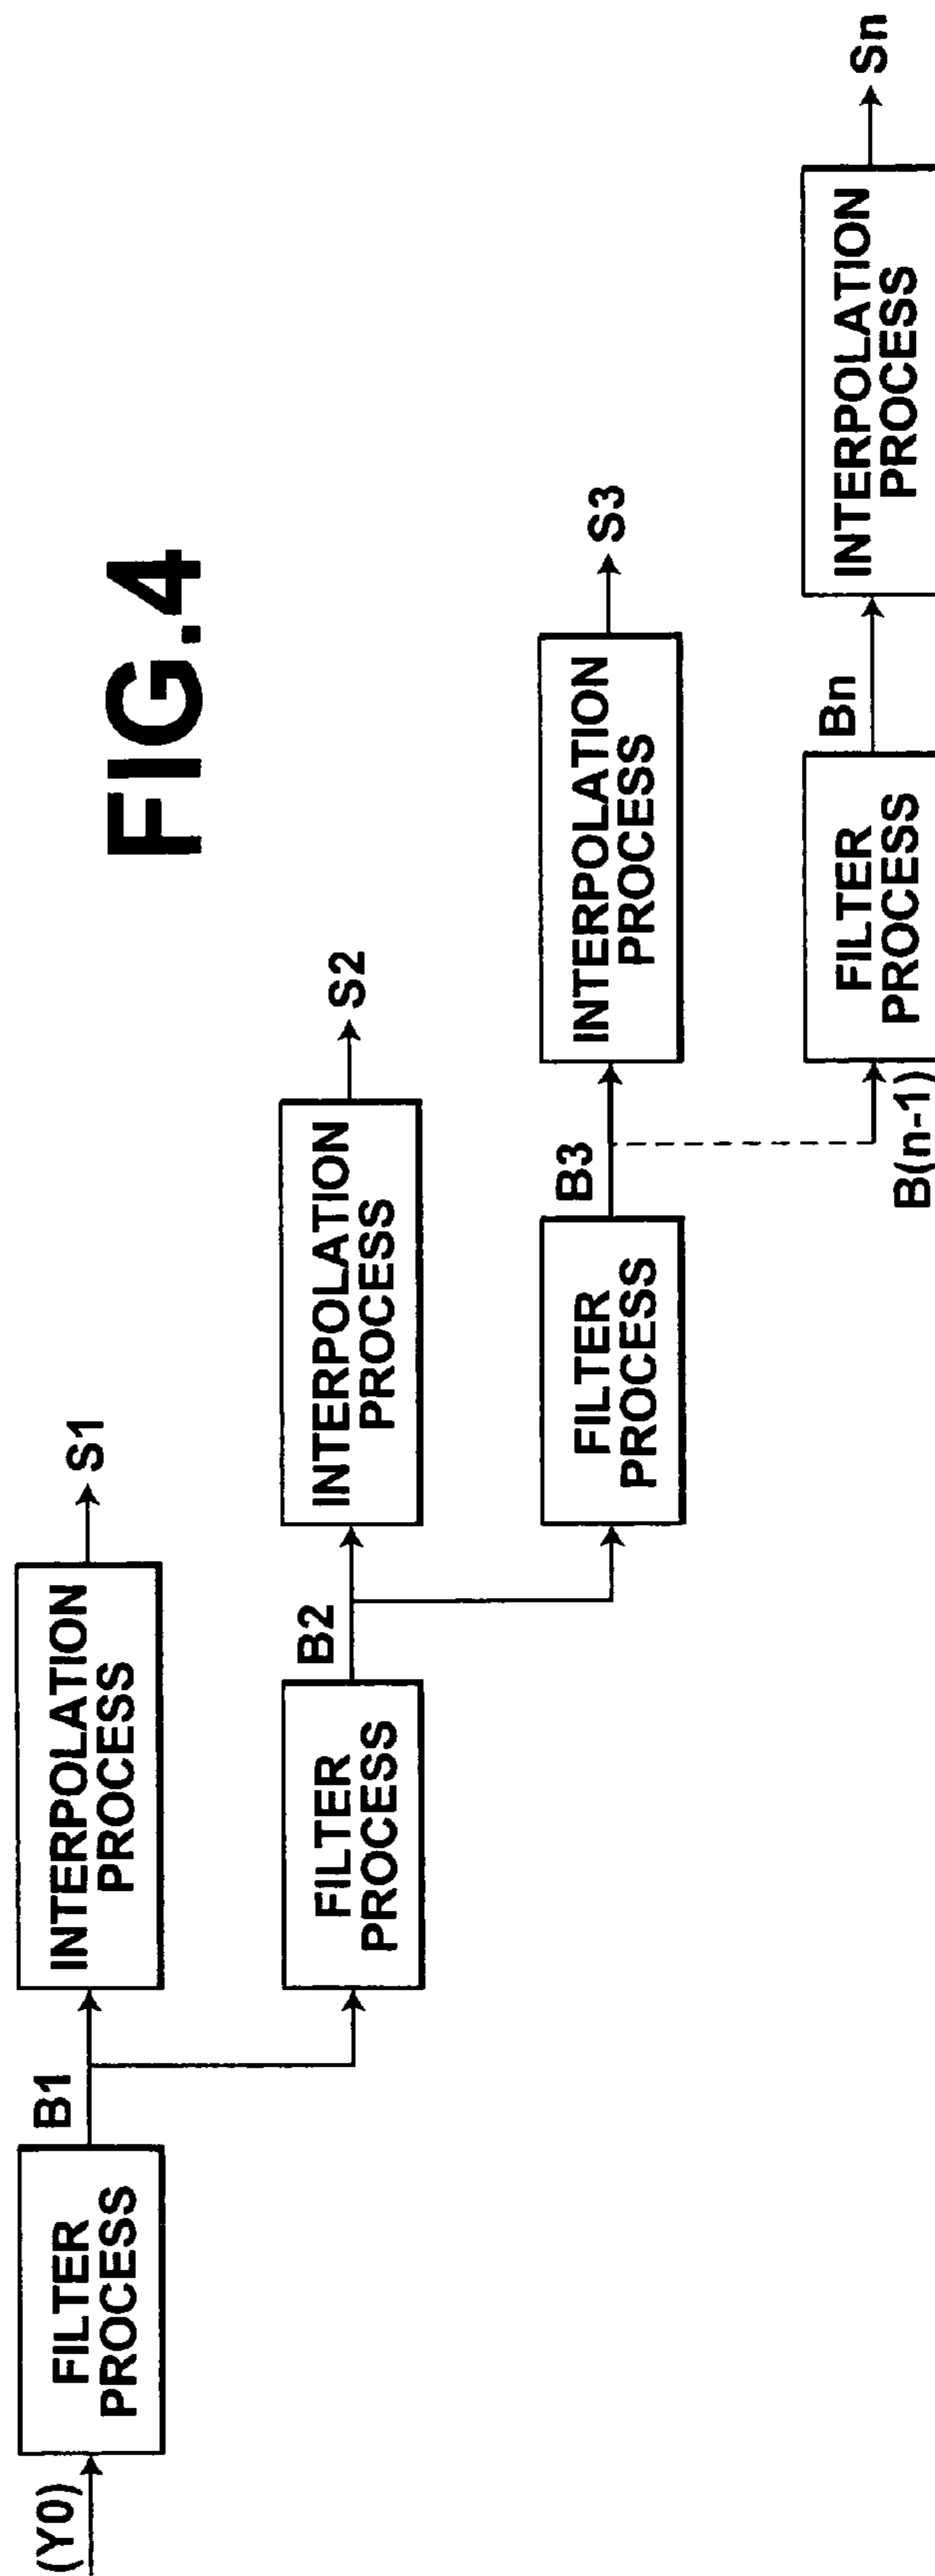 FIG.4
(Y0)
FILTER
PROCESS
B1
INTERPOLATION
PROCESS
S1
FILTER
PROCESS
B2
INTERPOLATION
PROCESS
S2
FILTER
PROCESS
B3
INTERPOLATION
PROCESS
S3
B(n-1)
FILTER
PROCESS
Bn
INTERPOLATION
PROCESS
Sn